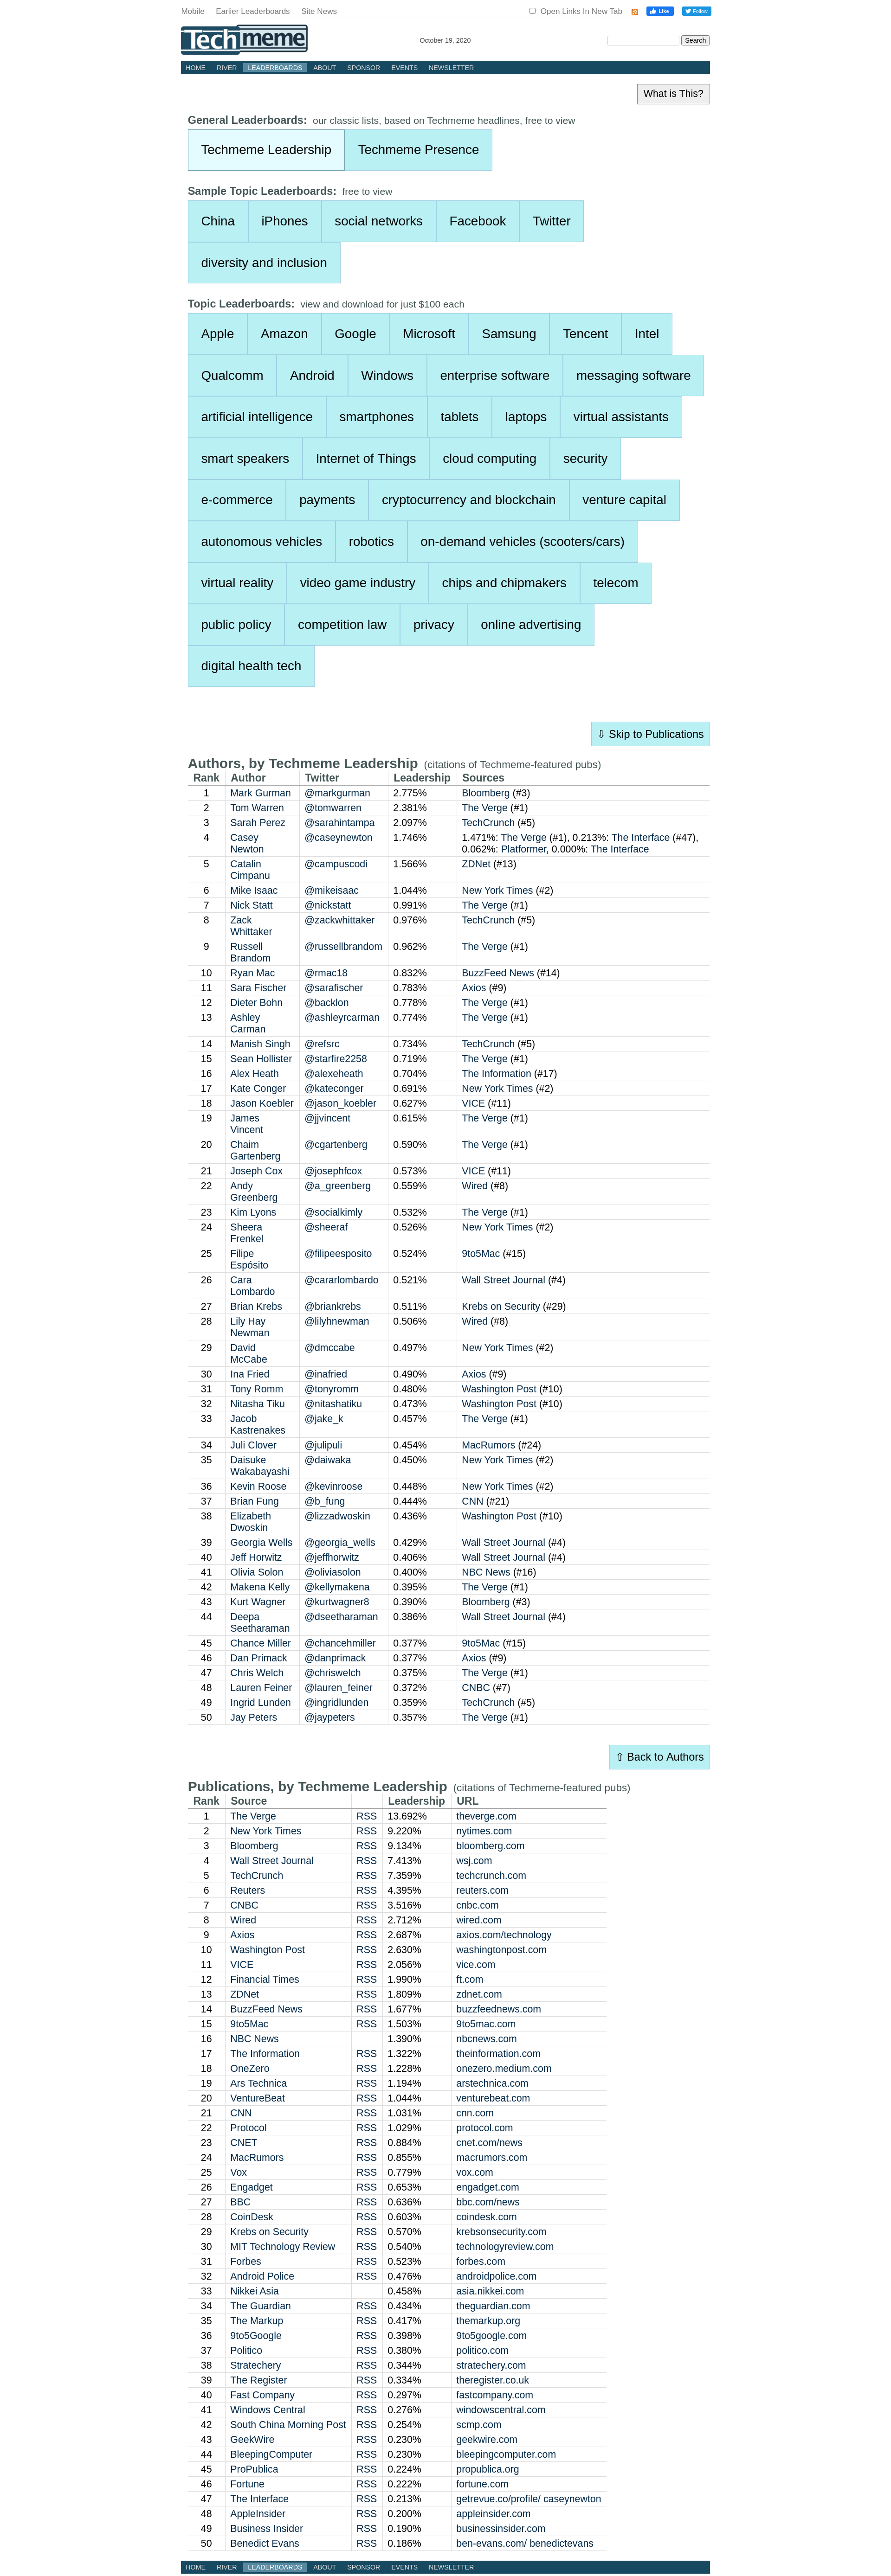 Mobile Earlier Leaderboards Site News Open Links In New Tab Like Follow
Techmeme October 19, 2020 Search
HOME RIVER LEADERBOARDS ABOUT SPONSOR EVENTS NEWSLETTER
What is This?
General Leaderboards: our classic lists, based on Techmeme headlines, free to view
Techmeme Leadership Techmeme Presence
Sample Topic Leaderboards: free to view
China iPhones social networks Facebook Twitter
diversity and inclusion
Topic Leaderboards: view and download for just $100 each
Apple Amazon Google Microsoft Samsung Tencent Intel
Qualcomm Android Windows enterprise software messaging software
artificial intelligence smartphones tablets laptops virtual assistants
smart speakers Internet of Things cloud computing security
e-commerce payments cryptocurrency and blockchain venture capital
autonomous vehicles robotics on-demand vehicles (scooters/cars)
virtual reality video game industry chips and chipmakers telecom
public policy competition law privacy online advertising
digital health tech
⇩ Skip to Publications
Authors, by Techmeme Leadership (citations of Techmeme-featured pubs)
Rank Author Twitter Leadership Sources
1 Mark Gurman @markgurman 2.775% Bloomberg (#3)
2 Tom Warren @tomwarren 2.381% The Verge (#1)
3 Sarah Perez @sarahintampa 2.097% TechCrunch (#5)
4 Casey @caseynewton 1.746% 1.471%: The Verge (#1), 0.213%: The Interface (#47),
Newton 0.062%: Platformer, 0.000%: The Interface
5 Catalin @campuscodi 1.566% ZDNet (#13)
Cimpanu
6 Mike Isaac @mikeisaac 1.044% New York Times (#2)
7 Nick Statt @nickstatt 0.991% The Verge (#1)
8 Zack @zackwhittaker 0.976% TechCrunch (#5)
Whittaker
9 Russell @russellbrandom 0.962% The Verge (#1)
Brandom
10 Ryan Mac @rmac18 0.832% BuzzFeed News (#14)
11 Sara Fischer @sarafischer 0.783% Axios (#9)
12 Dieter Bohn @backlon 0.778% The Verge (#1)
13 Ashley @ashleyrcarman 0.774% The Verge (#1)
Carman
14 Manish Singh @refsrc 0.734% TechCrunch (#5)
15 Sean Hollister @starfire2258 0.719% The Verge (#1)
16 Alex Heath @alexeheath 0.704% The Information (#17)
17 Kate Conger @kateconger 0.691% New York Times (#2)
18 Jason Koebler @jason_koebler 0.627% VICE (#11)
19 James @jjvincent 0.615% The Verge (#1)
Vincent
20 Chaim @cgartenberg 0.590% The Verge (#1)
Gartenberg
21 Joseph Cox @josephfcox 0.573% VICE (#11)
22 Andy @a_greenberg 0.559% Wired (#8)
Greenberg
23 Kim Lyons @socialkimly 0.532% The Verge (#1)
24 Sheera @sheeraf 0.526% New York Times (#2)
Frenkel
25 Filipe @filipeesposito 0.524% 9to5Mac (#15)
Espósito
26 Cara @cararlombardo 0.521% Wall Street Journal (#4)
Lombardo
27 Brian Krebs @briankrebs 0.511% Krebs on Security (#29)
28 Lily Hay @lilyhnewman 0.506% Wired (#8)
Newman
29 David @dmccabe 0.497% New York Times (#2)
McCabe
30 Ina Fried @inafried 0.490% Axios (#9)
31 Tony Romm @tonyromm 0.480% Washington Post (#10)
32 Nitasha Tiku @nitashatiku 0.473% Washington Post (#10)
33 Jacob @jake_k 0.457% The Verge (#1)
Kastrenakes
34 Juli Clover @julipuli 0.454% MacRumors (#24)
35 Daisuke @daiwaka 0.450% New York Times (#2)
Wakabayashi
36 Kevin Roose @kevinroose 0.448% New York Times (#2)
37 Brian Fung @b_fung 0.444% CNN (#21)
38 Elizabeth @lizzadwoskin 0.436% Washington Post (#10)
Dwoskin
39 Georgia Wells @georgia_wells 0.429% Wall Street Journal (#4)
40 Jeff Horwitz @jeffhorwitz 0.406% Wall Street Journal (#4)
41 Olivia Solon @oliviasolon 0.400% NBC News (#16)
42 Makena Kelly @kellymakena 0.395% The Verge (#1)
43 Kurt Wagner @kurtwagner8 0.390% Bloomberg (#3)
44 Deepa @dseetharaman 0.386% Wall Street Journal (#4)
Seetharaman
45 Chance Miller @chancehmiller 0.377% 9to5Mac (#15)
46 Dan Primack @danprimack 0.377% Axios (#9)
47 Chris Welch @chriswelch 0.375% The Verge (#1)
48 Lauren Feiner @lauren_feiner 0.372% CNBC (#7)
49 Ingrid Lunden @ingridlunden 0.359% TechCrunch (#5)
50 Jay Peters @jaypeters 0.357% The Verge (#1)
⇧ Back to Authors
Publications, by Techmeme Leadership (citations of Techmeme-featured pubs)
Rank Source Leadership URL
1 The Verge RSS 13.692% theverge.com
2 New York Times RSS 9.220% nytimes.com
3 Bloomberg RSS 9.134% bloomberg.com
4 Wall Street Journal RSS 7.413% wsj.com
5 TechCrunch RSS 7.359% techcrunch.com
6 Reuters RSS 4.395% reuters.com
7 CNBC RSS 3.516% cnbc.com
8 Wired RSS 2.712% wired.com
9 Axios RSS 2.687% axios.com/technology
10 Washington Post RSS 2.630% washingtonpost.com
11 VICE RSS 2.056% vice.com
12 Financial Times RSS 1.990% ft.com
13 ZDNet RSS 1.809% zdnet.com
14 BuzzFeed News RSS 1.677% buzzfeednews.com
15 9to5Mac RSS 1.503% 9to5mac.com
16 NBC News 1.390% nbcnews.com
17 The Information RSS 1.322% theinformation.com
18 OneZero RSS 1.228% onezero.medium.com
19 Ars Technica RSS 1.194% arstechnica.com
20 VentureBeat RSS 1.044% venturebeat.com
21 CNN RSS 1.031% cnn.com
22 Protocol RSS 1.029% protocol.com
23 CNET RSS 0.884% cnet.com/news
24 MacRumors RSS 0.855% macrumors.com
25 Vox RSS 0.779% vox.com
26 Engadget RSS 0.653% engadget.com
27 BBC RSS 0.636% bbc.com/news
28 CoinDesk RSS 0.603% coindesk.com
29 Krebs on Security RSS 0.570% krebsonsecurity.com
30 MIT Technology Review RSS 0.540% technologyreview.com
31 Forbes RSS 0.523% forbes.com
32 Android Police RSS 0.476% androidpolice.com
33 Nikkei Asia 0.458% asia.nikkei.com
34 The Guardian RSS 0.434% theguardian.com
35 The Markup RSS 0.417% themarkup.org
36 9to5Google RSS 0.398% 9to5google.com
37 Politico RSS 0.380% politico.com
38 Stratechery RSS 0.344% stratechery.com
39 The Register RSS 0.334% theregister.co.uk
40 Fast Company RSS 0.297% fastcompany.com
41 Windows Central RSS 0.276% windowscentral.com
42 South China Morning Post RSS 0.254% scmp.com
43 GeekWire RSS 0.230% geekwire.com
44 BleepingComputer RSS 0.230% bleepingcomputer.com
45 ProPublica RSS 0.224% propublica.org
46 Fortune RSS 0.222% fortune.com
47 The Interface RSS 0.213% getrevue.co/profile/ caseynewton
48 AppleInsider RSS 0.200% appleinsider.com
49 Business Insider RSS 0.190% businessinsider.com
50 Benedict Evans RSS 0.186% ben-evans.com/ benedictevans
HOME RIVER LEADERBOARDS ABOUT SPONSOR EVENTS NEWSLETTER